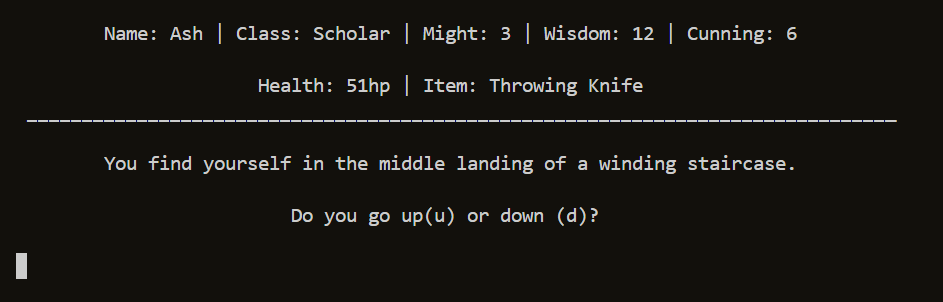 Name: Ash | Class: Scholar | Might: 3 | Wisdom: 12 | Cunning: 6
Health: 51hp | Item: Throwing Knife
You find yourself in the middle landing of a winding staircase.
Do you go up(u) or down (d)?